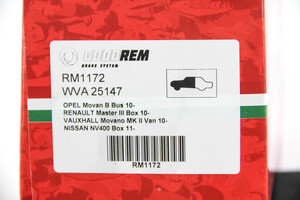 GOODREM
BRAKE SYSTEM
RM1172
WVA 25147
OPEL Movan B Bus 10-
RENAULT Master III Box 10-
VAUXHALL Movano MK II Van 10-
NISSAN NV400 Box 11-
RM1172